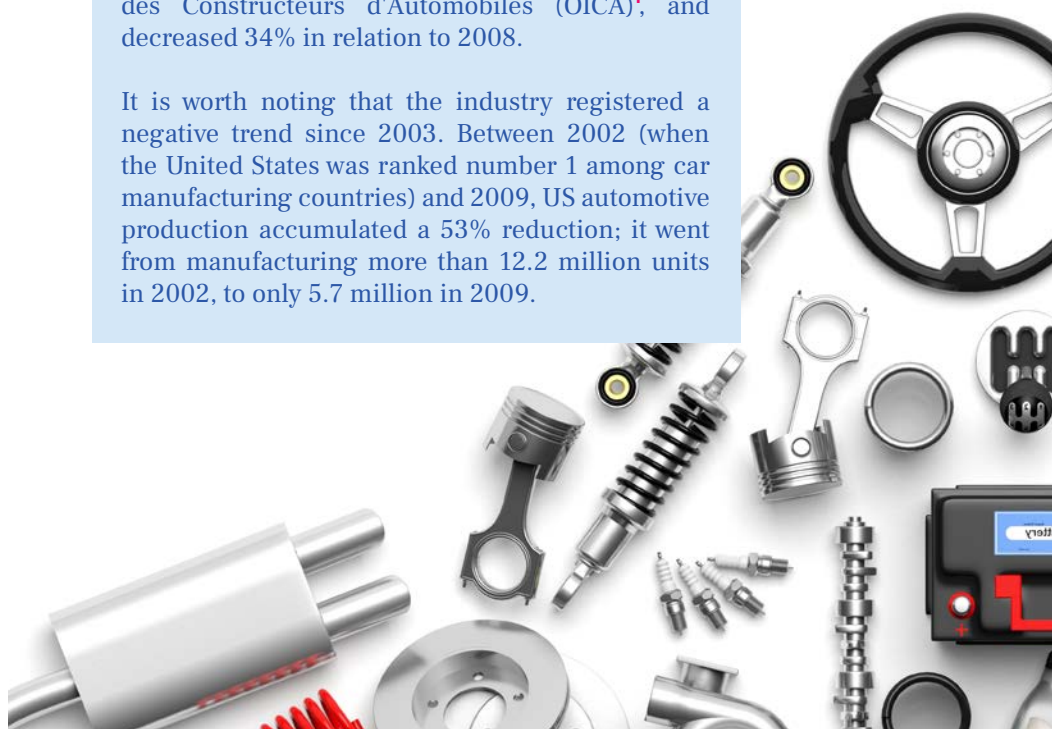 des Constructeurs d'Automobiles (OICA)', and
decreased 34% in relation to 2008.
It is worth noting that the industry registered a
negative trend since 2003. Between 2002 (when
the United States was ranked number 1 among car
manufacturing countries) and 2009, US automotive
production accumulated a 53% reduction; it went
from manufacturing more than 12.2 million units
in 2002, to only 5.7 million in 2009.